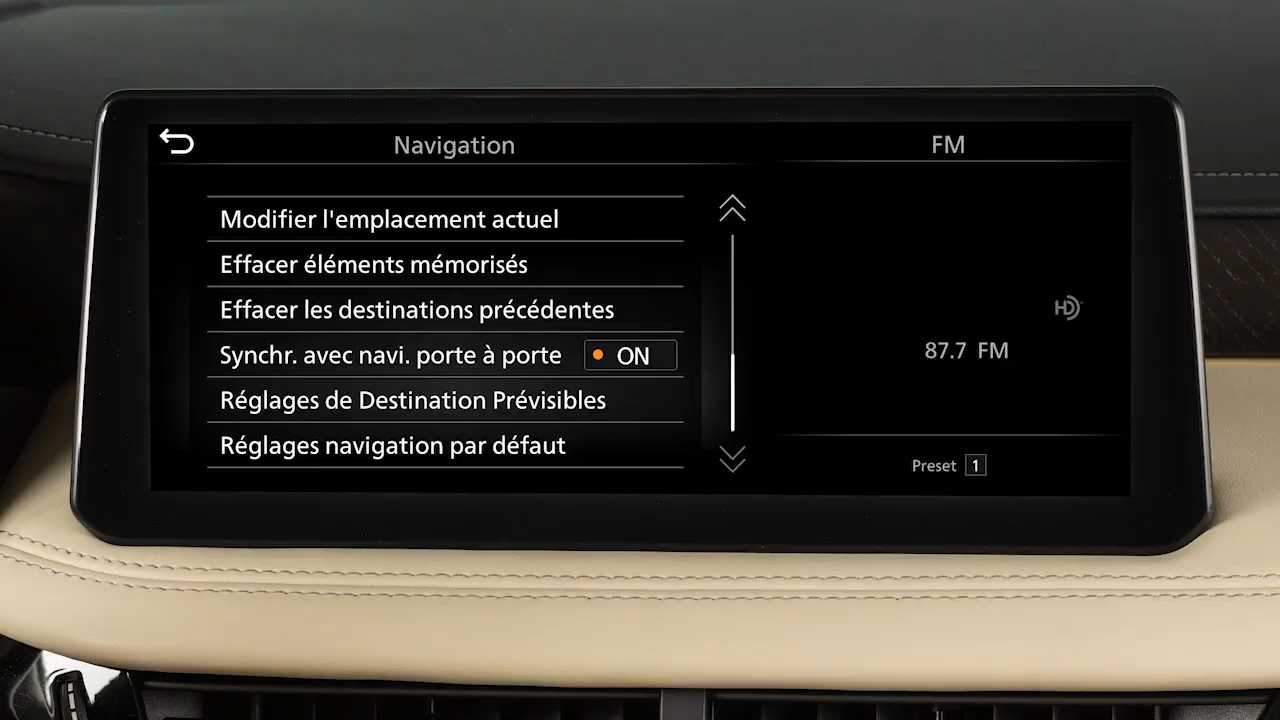 Navigation
Modifier l'emplacement actuel
Effacer éléments mémorisés
Effacer les destinations précédentes
Synchr. avec navi. porte à porte ON
Réglages de Destination Prévisibles
Réglages navigation par défaut
FM
HD
87.7 FM
Preset 1